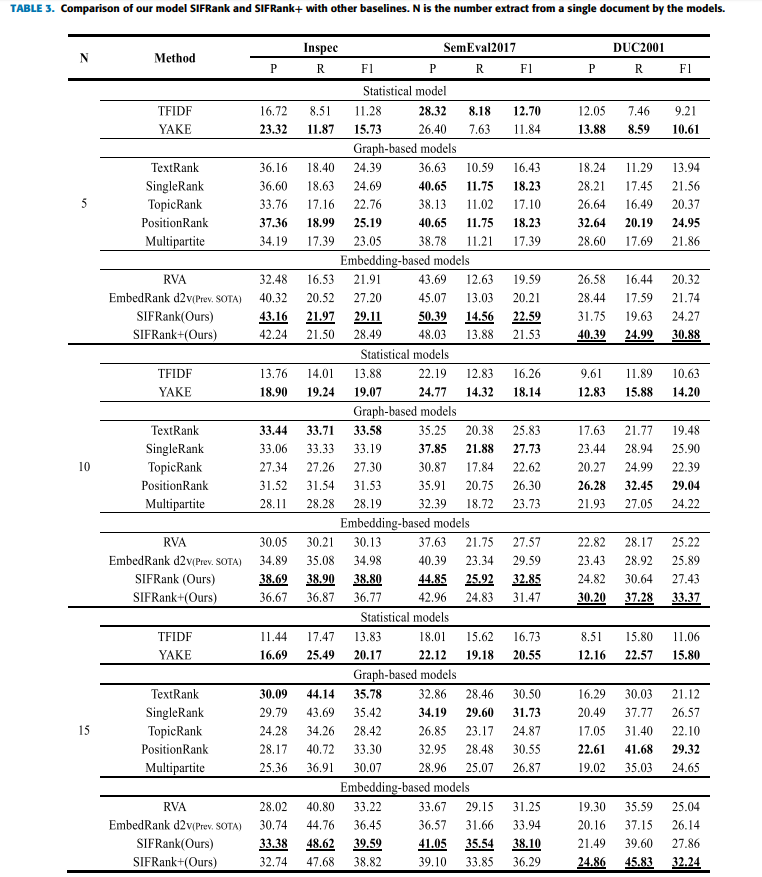 TABLE 3. Comparison of our model SIFRank and SIFRank+ with other baselines. N is the number extract from a single document by the models.
N Method Inspec SemEval2017 DUC2001
P R F1 P R F1 P R F1
Statistical model
TFIDF 16.72 8.51 11.28 28.32 8.18 12.70 12.05 7.46 9.21
YAKE 23.32 11.87 15.73 26.40 7.63 11.84 13.88 8.59 10.61
Graph-based models
TextRank 36.16 18.40 24.39 36.63 10.59 16.43 18.24 11.29 13.94
SingleRank 36.60 18.63 24.69 40.65 11.75 18.23 28.21 17.45 21.56
5 TopicRank 33.76 17.16 22.76 38.13 11.02 17.10 26.64 16.49 20.37
PositionRank 37.36 18.99 25.19 40.65 11.75 18.23 32.64 20.19 24.95
Multipartite 34.19 17.39 23.05 38.78 11.21 17.39 28.60 17.69 21.86
Embedding-based models
RVA 32.48 16.53 21.91 43.69 12.63 19.59 26.58 16.44 20.32
EmbedRank d2v(Prev. SOTA) 40.32 20.52 27.20 45.07 13.03 20.21 28.44 17.59 21.74
SIFRank(Ours) 43.16 21.97 29.11 50.39 14.56 22.59 31.75 19.63 24.27
SIFRank+(Ours) 42.24 21.50 28.49 48.03 13.88 21.53 40.39 24.99 30.88
Statistical models
TFIDF 13.76 14.01 13.88 22.19 12.83 16.26 9.61 11.89 10.63
YAKE 18.90 19.24 19.07 24.77 14.32 18.14 12.83 15.88 14.20
Graph-based models
TextRank 33.44 33.71 33.58 35.25 20.38 25.83 17.63 21.77 19.48
SingleRank 33.06 33.33 33.19 37.85 21.88 27.73 23.44 28.94 25.90
10 TopicRank 27.34 27.26 27.30 30.87 17.84 22.62 20.27 24.99 22.39
PositionRank 31.52 31.54 31.53 35.91 20.75 26.30 26.28 32.45 29.04
Multipartite 28.11 28.28 28.19 32.39 18.72 23.73 21.93 27.05 24.22
Embedding-based models
RVA 30.05 30.21 30.13 37.63 21.75 27.57 22.82 28.17 25.22
EmbedRank d2v(Prev. SOTA) 34.89 35.08 34.98 40.39 23.34 29.59 23.43 28.92 25.89
SIFRank (Ours) 38.69 38.90 38.80 44.85 25.92 32.85 24.82 30.64 27.43
SIFRank+(Ours) 36.67 36.87 36.77 42.96 24.83 31.47 30.20 37.28 33.37
Statistical models
TFIDF 11.44 17.47 13.83 18.01 15.62 16.73 8.51 15.80 11.06
YAKE 16.69 25.49 20.17 22.12 19.18 20.55 12.16 22.57 15.80
Graph-based models
TextRank 30.09 44.14 35.78 32.86 28.46 30.50 16.29 30.03 21.12
SingleRank 29.79 43.69 35.42 34.19 29.60 31.73 20.49 37.77 26.57
15 TopicRank 24.28 34.26 28.42 26.85 23.17 24.87 17.05 31.40 22.10
PositionRank 28.17 40.72 33.30 32.95 28.48 30.55 22.61 41.68 29.32
Multipartite 25.36 36.91 30.07 28.96 25.07 26.87 19.02 35.03 24.65
Embedding-based models
RVA 28.02 40.80 33.22 33.67 29.15 31.25 19.30 35.59 25.04
EmbedRank d2v(Prev. SOTA) 30.74 44.76 36.45 36.57 31.66 33.94 20.16 37.15 26.14
SIFRank(Ours) 33.38 48.62 39.59 41.05 35.54 38.10 21.49 39.60 27.86
SIFRank+(Ours) 32.74 47.68 38.82 39.10 33.85 36.29 24.86 45.83 32.24